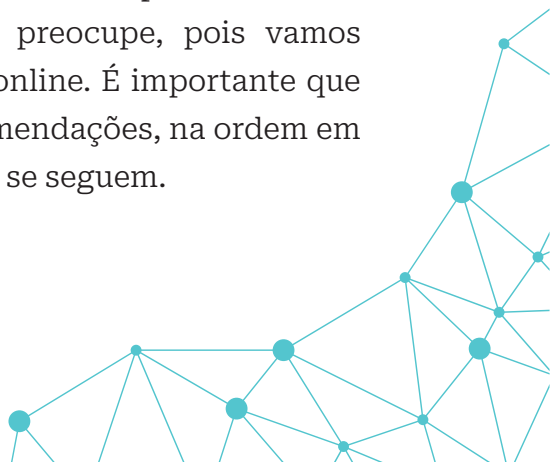 preocupe, pois vamos
online. É importante que
mendações, na ordem em
se seguem.